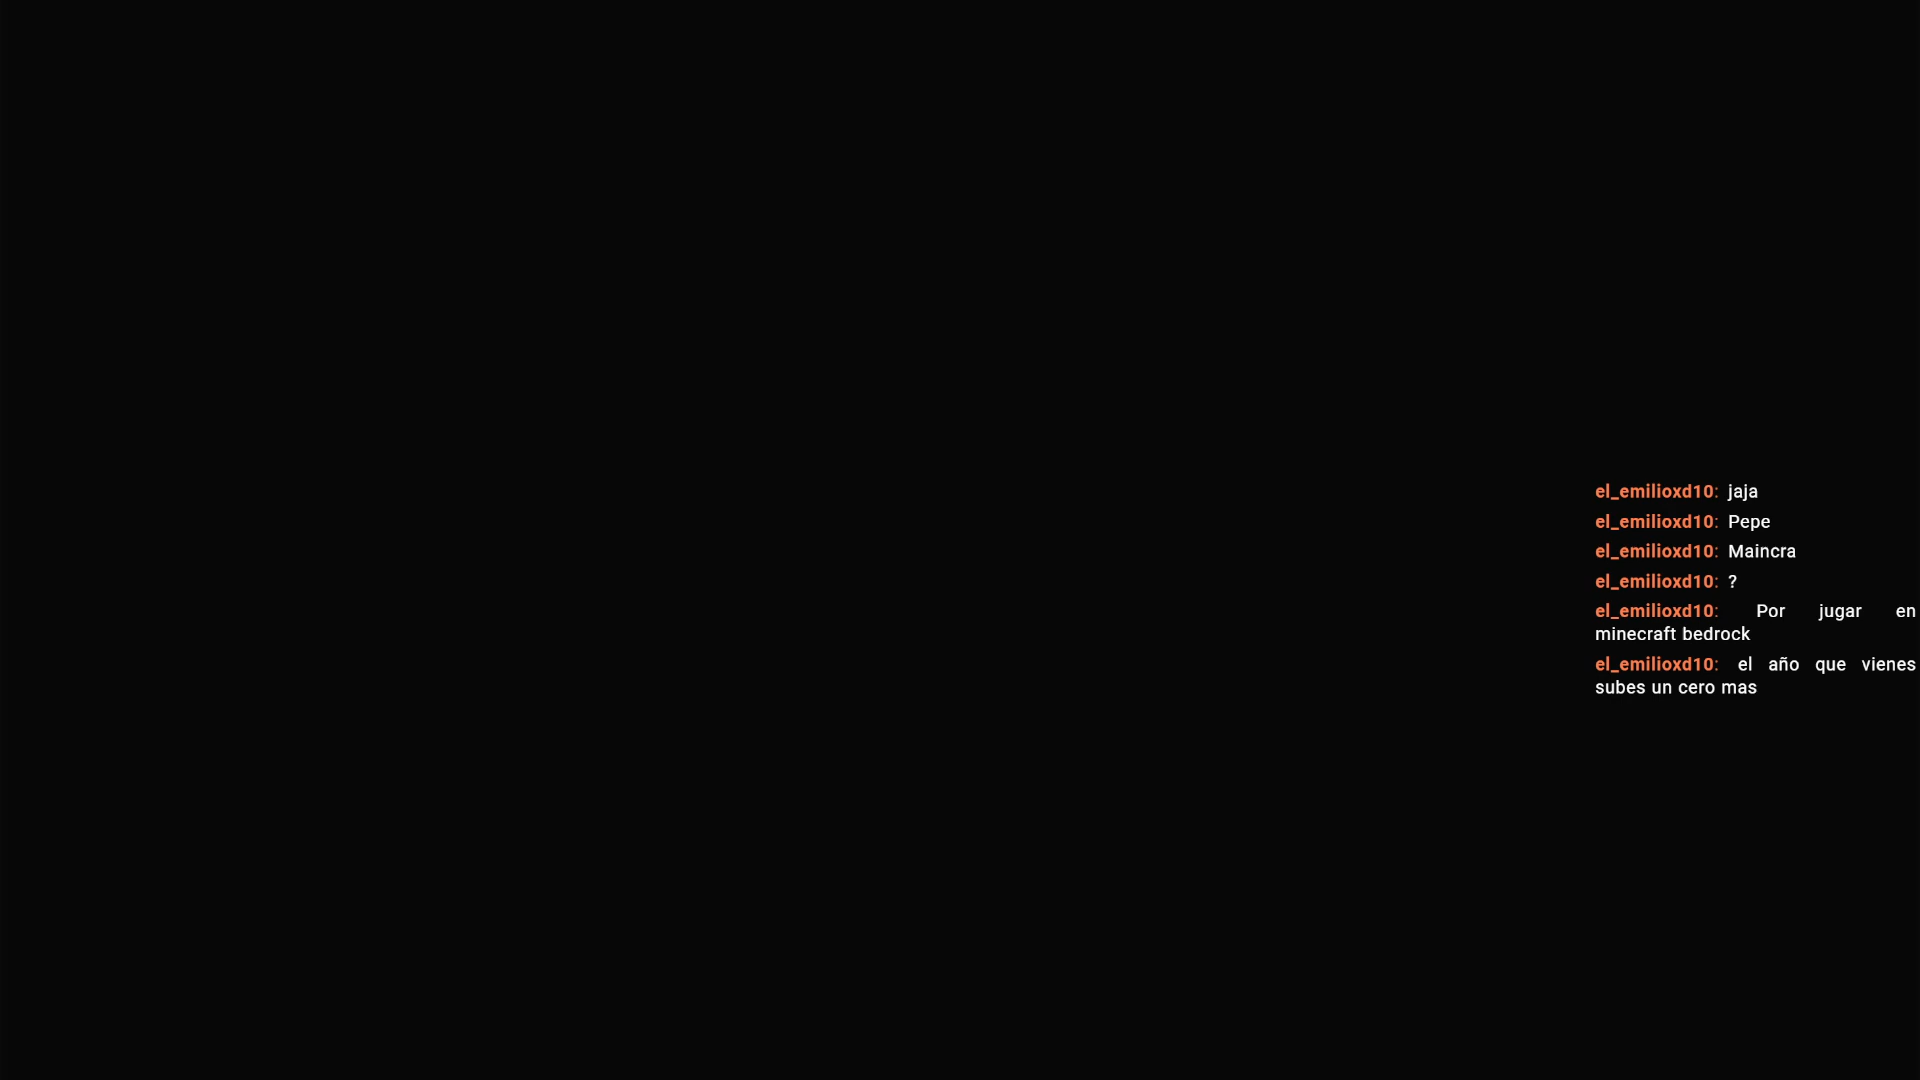 el_emilioxd10: jaja
el_emilioxd10: Pepe
el_emilioxd10: Maincra
el_emilioxd10: ?
el_emilioxd10: Por jugar en
minecraft bedrock
el_emilioxd10: el año que vienes
subes un cero mas